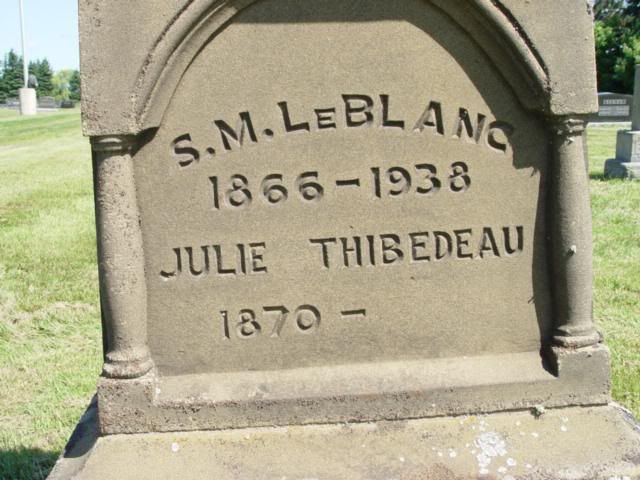 S. M. LeBLANC
1866 - 1938
JULIE THIBEDEAU
1870 -